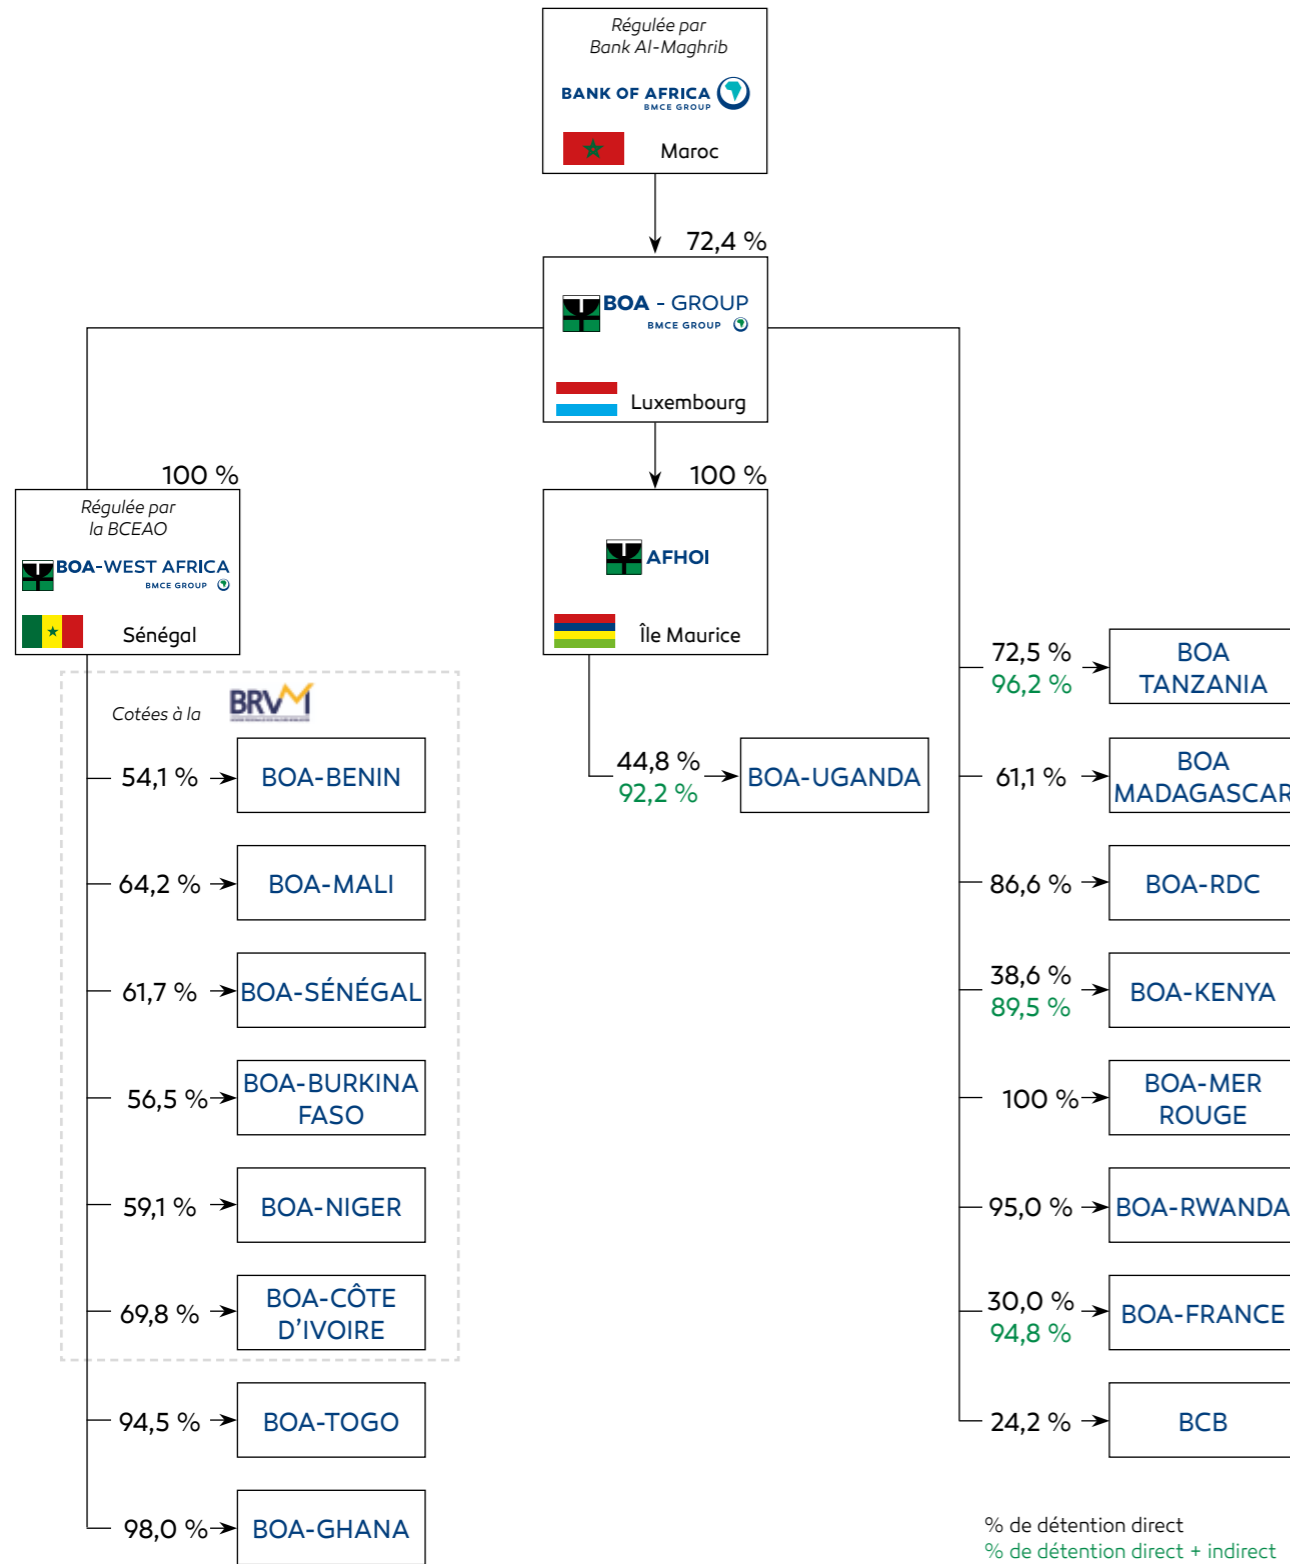 Régulée par
Bank Al-Maghrib
BANK OF AFRICA
BMCE GROUP
Maroc
72,4 %
BOA - GROUP
BMCE GROUP
Luxembourg
100 %
Régulée par
la BCEAO
BOA-WEST AFRICA
BMCE GROUP
Sénégal
100 %
AFHOI
Île Maurice
Cotées à la
BRVM
54,1 %
BOA-BENIN
64,2 %
BOA-MALI
61,7 %
BOA-SÉNÉGAL
56,5 %
BOA-BURKINA
FASO
59,1 %
BOA-NIGER
69,8 %
BOA-CÔTE
D'IVOIRE
94,5 %
BOA-TOGO
98,0 %
BOA-GHANA
44,8 %
92,2 %
BOA-UGANDA
72,5 %
96,2 %
BOA
TANZANIA
61,1 %
BOA
MADAGASCAR
86,6 %
BOA-RDC
38,6 %
89,5 %
BOA-KENYA
100 %
BOA-MER
ROUGE
95,0 %
BOA-RWANDA
30,0 %
94,8 %
BOA-FRANCE
24,2 %
BCB
% de détention direct
% de détention direct + indirect